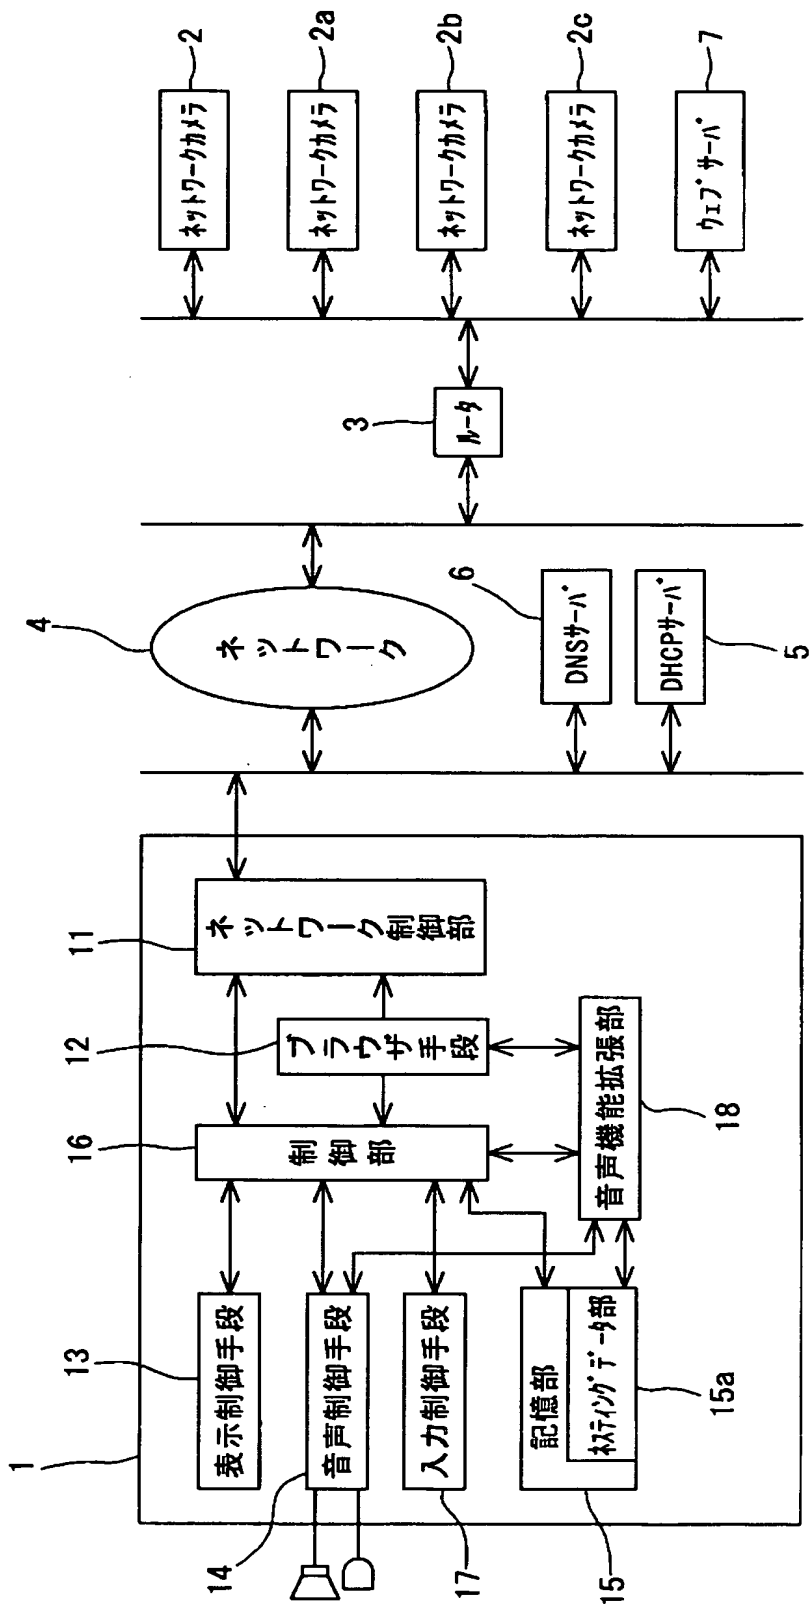 1
13
表示制御手段
14
音声制御手段
17
入力制御手段
15
記憶部
ネスティングデータ部
15a
16
制御部
12
ブラウザ手段
11
ネットワーク制御部
音声機能拡張部
18
4
ネットワーク
6
DNSサーバ
DHCPサーバ
5
3
ルータ
2
ネットワークカメラ
2a
ネットワークカメラ
2b
ネットワークカメラ
2c
ネットワークカメラ
7
ウェブサーバ